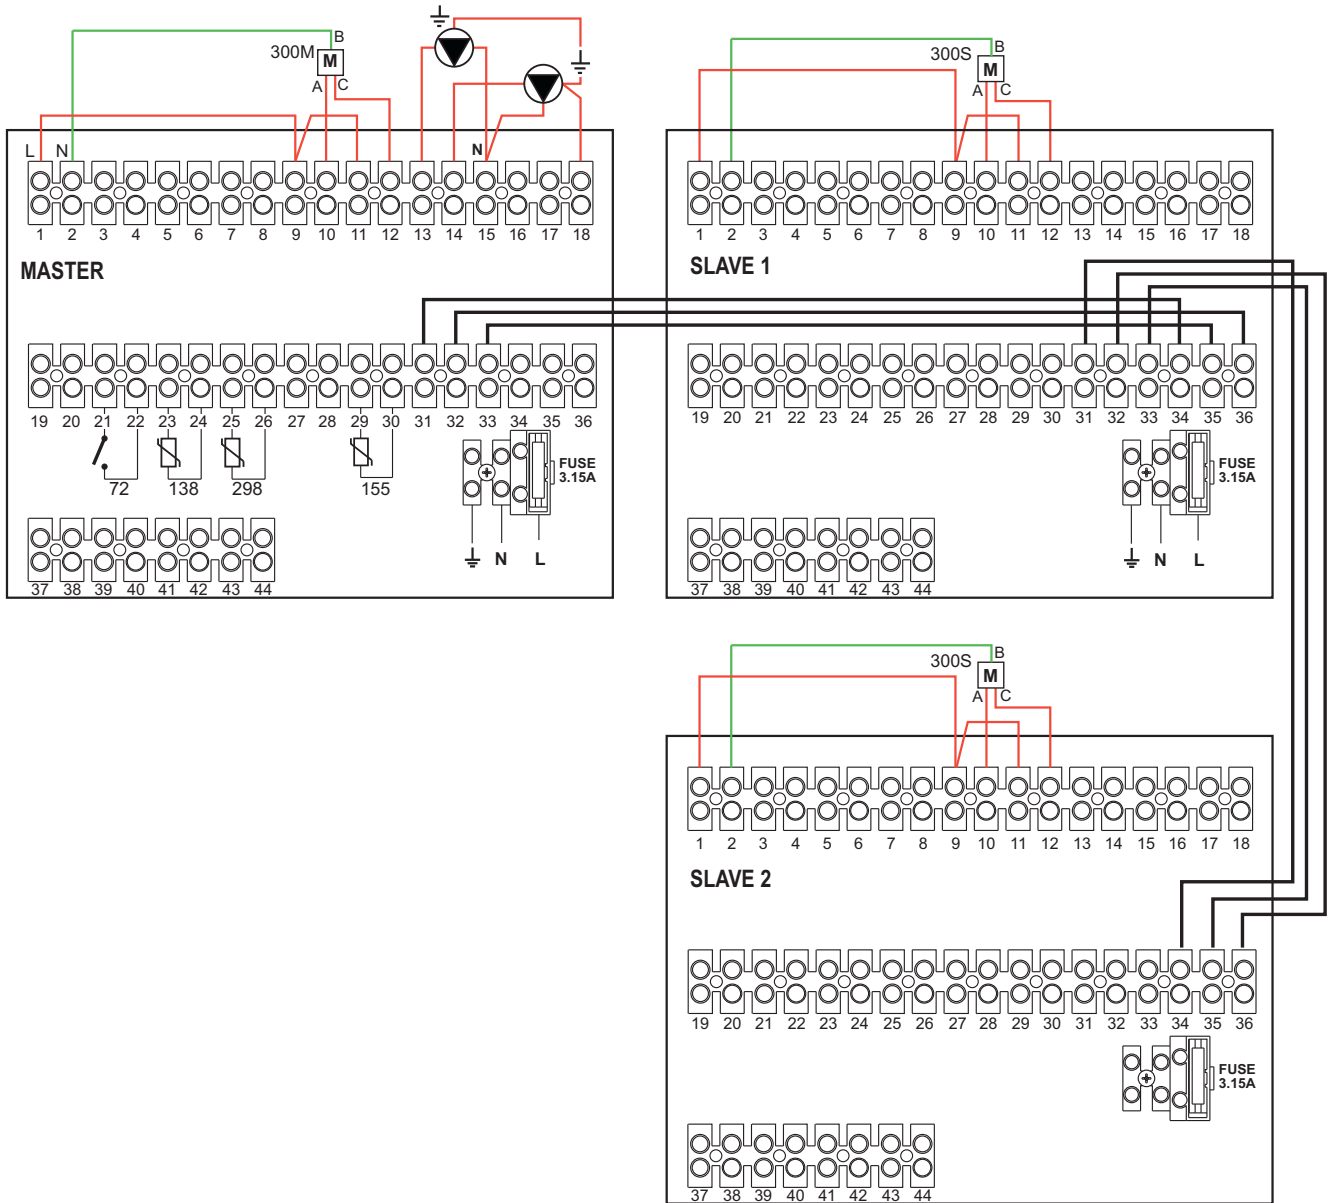 B
300M
M
A C
L N N
1 2 3 4 5 6 7 8 9 10 11 12 13 14 15 16 17 18
MASTER
19 20 21 22 23 24 25 26 27 28 29 30 31 32 33 34 35 36
72 138 298 155
FUSE
3.15A
N L
37 38 39 40 41 42 43 44
B
300S
M
A C
1 2 3 4 5 6 7 8 9 10 11 12 13 14 15 16 17 18
SLAVE 1
19 20 21 22 23 24 25 26 27 28 29 30 31 32 33 34 35 36
FUSE
3.15A
N L
37 38 39 40 41 42 43 44
B
300S
M
A C
1 2 3 4 5 6 7 8 9 10 11 12 13 14 15 16 17 18
SLAVE 2
19 20 21 22 23 24 25 26 27 28 29 30 31 32 33 34 35 36
FUSE
3.15A
37 38 39 40 41 42 43 44